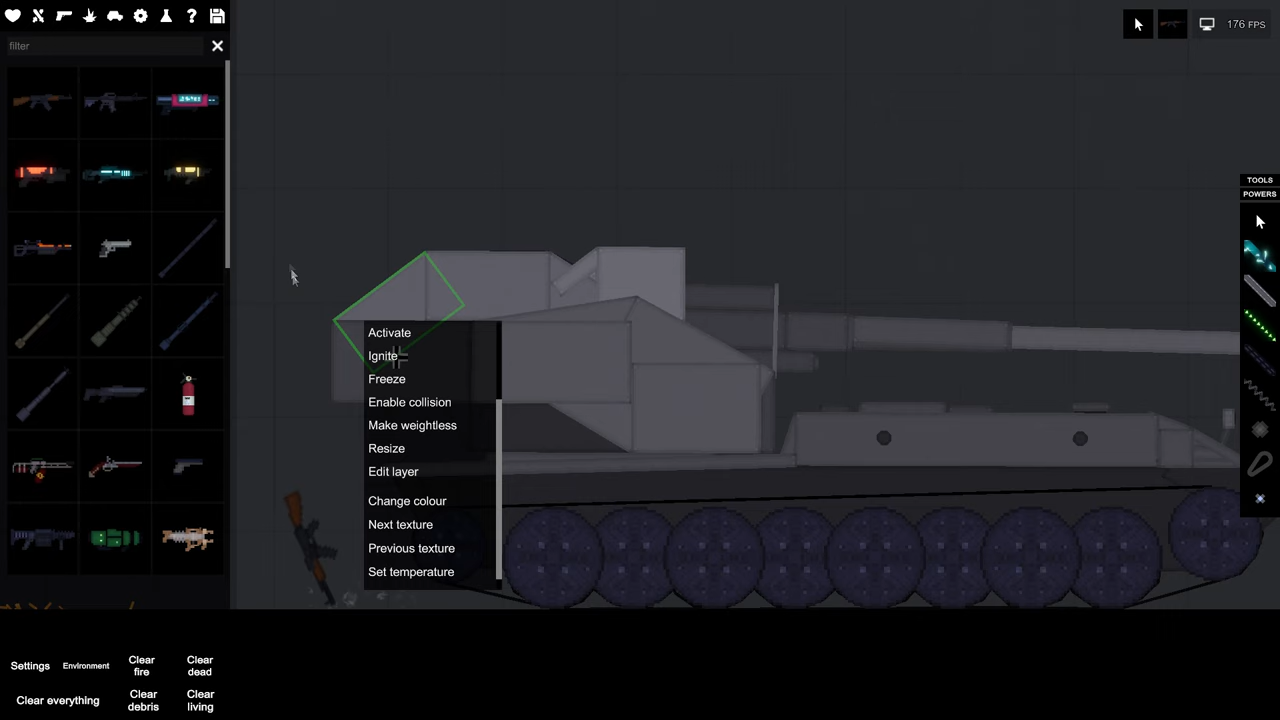 filter
176 FPS
TOOLS
POWERS
Activate
Ignite
Freeze
Enable collision
Make weightless
Resize
Edit layer
Change colour
Next texture
Previous texture
Set temperature
Settings
Environment
Clear fire
Clear dead
Clear everything
Clear debris
Clear living